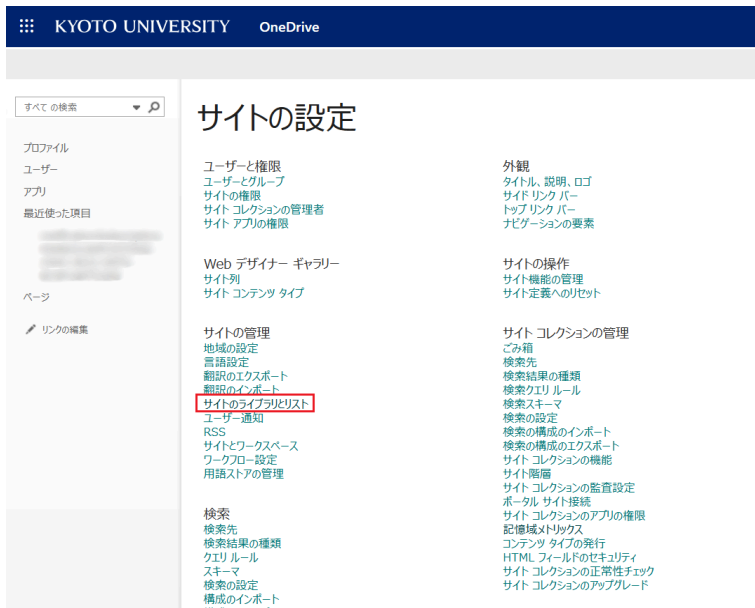 KYOTO UNIVERSITY OneDrive
すべて の検索
プロファイル
ユーザー
アプリ
最近使った項目
ページ
リンクの編集
サイトの設定
ユーザーと権限
ユーザーとグループ
サイトの権限
サイト コレクションの管理者
サイト アプリの権限
Web デザイナー ギャラリー
サイト列
サイト コンテンツ タイプ
サイトの管理
地域の設定
言語設定
翻訳のエクスポート
翻訳のインポート
サイトのライブラリとリスト
ユーザー通知
RSS
サイトとワークスペース
ワークフロー設定
用語ストアの管理
検索
検索先
検索結果の種類
クエリ ルール
スキーマ
検索の設定
構成のインポート
外観
タイトル、説明、ロゴ
サイド リンク バー
トップ リンク バー
ナビゲーションの要素
サイトの操作
サイト機能の管理
サイト定義へのリセット
サイト コレクションの管理
ごみ箱
検索先
検索結果の種類
検索クエリ ルール
検索スキーマ
検索の設定
検索の構成のインポート
検索の構成のエクスポート
サイト コレクションの機能
サイト階層
サイト コレクションの監査設定
ポータル サイト接続
サイト コレクションのアプリの権限
記憶域メトリックス
コンテンツ タイプの発行
HTML フィールドのセキュリティ
サイト コレクションの正常性チェック
サイト コレクションのアップグレード